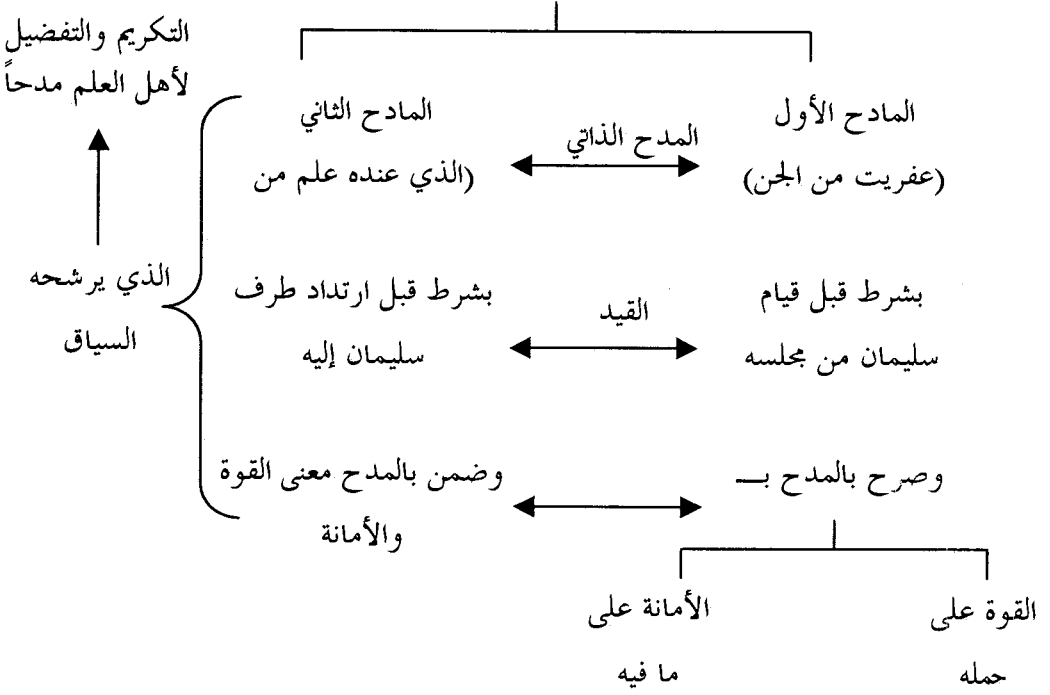 التكريم والتفضيل
لأهل العلم مدحاً
المادح الأول
(عفريت من الجن)
المدح الذاتي
المادح الثاني
(الذي عنده علم من
بشرط قبل قيام
سليمان من مجلسه
القيد
بشرط قبل ارتداد طرف
سليمان إليه
الذي يرشحه
السياق
وصرح بالمدح بـــ
وضمن بالمدح معنى القوة
والأمانة
القوة على
حمله
الأمانة على
ما فيه